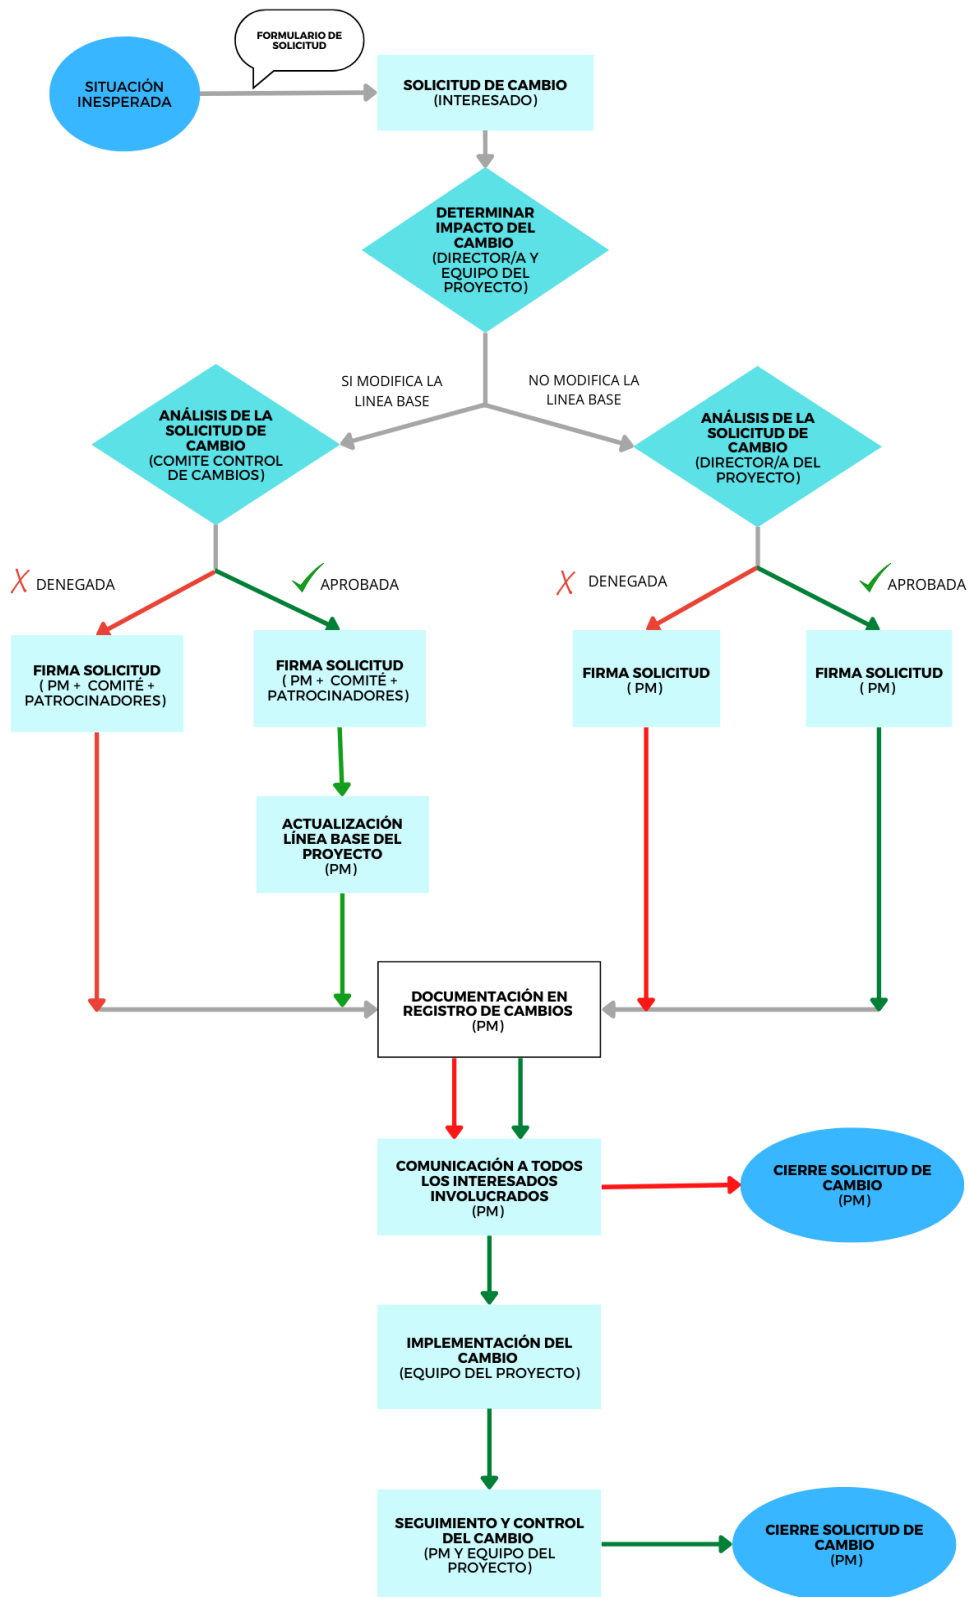 FORMULARIO DE
SOLICITUD
SITUACIÓN
INESPERADA
SOLICITUD DE CAMBIO
(INTERESADO)
DETERMINAR
IMPACTO DEL
CAMBIO
(DIRECTOR/A Y
EQUIPO DEL
PROYECTO)
SI MODIFICA LA
LINEA BASE
NO MODIFICA LA
LINEA BASE
ANÁLISIS DE LA
SOLICITUD DE
CAMBIO
(COMITE CONTROL
DE CAMBIOS)
ANÁLISIS DE LA
SOLICITUD DE
CAMBIO
(DIRECTOR/A DEL
PROYECTO)
DENEGADA
APROBADA
DENEGADA
APROBADA
FIRMA SOLICITUD
( PM + COMITÉ +
PATROCINADORES)
FIRMA SOLICITUD
( PM + COMITÉ +
PATROCINADORES)
FIRMA SOLICITUD
( PM)
FIRMA SOLICITUD
( PM)
ACTUALIZACIÓN
LÍNEA BASE DEL
PROYECTO
(PM)
DOCUMENTACIÓN EN
REGISTRO DE CAMBIOS
(PM)
COMUNICACIÓN A TODOS
LOS INTERESADOS
INVOLUCRADOS
(PM)
CIERRE SOLICITUD DE
CAMBIO
(PM)
IMPLEMENTACIÓN DEL
CAMBIO
(EQUIPO DEL PROYECTO)
SEGUIMIENTO Y CONTROL
DEL CAMBIO
(PM Y EQUIPO DEL
PROYECTO)
CIERRE SOLICITUD DE
CAMBIO
(PM)